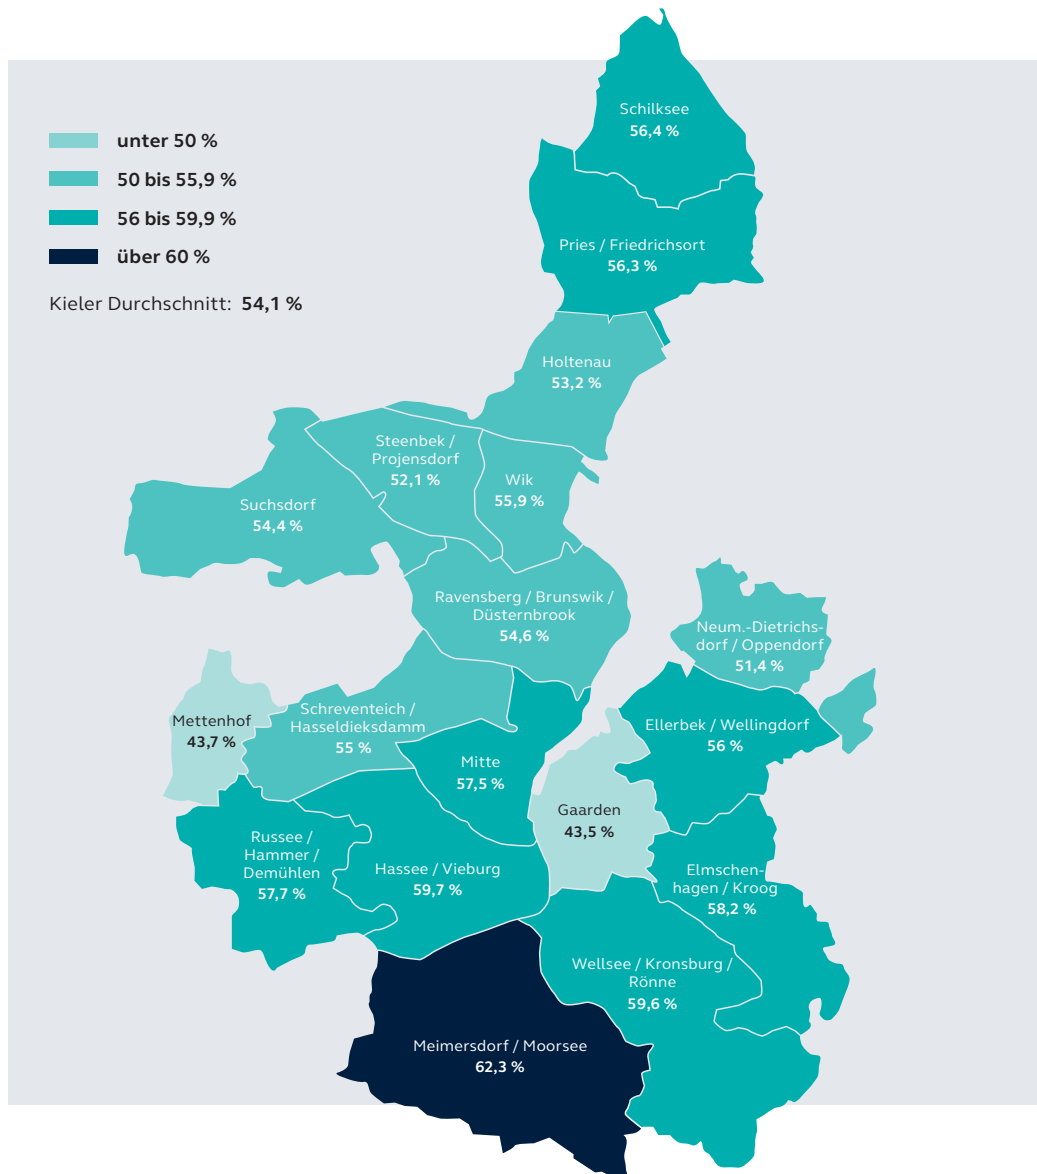 unter 50 %
50 bis 55,9 %
56 bis 59,9 %
über 60 %
Kieler Durchschnitt: 54,1 %
Schilksee
56,4 %
Pries / Friedrichsort
56,3 %
Holtenau
53,2 %
Steenbek /
Projensdorf
52,1 %
Wik
55,9 %
Suchsdorf
54,4 %
Ravensberg / Brunswik /
Düsternbrook
54,6 %
Neum.-Dietrichs-
dorf / Oppendorf
51,4 %
Mettenhof
43,7 %
Schreventeich /
Hasseldieksdamm
55 %
Ellerbek / Wellingdorf
56 %
Mitte
57,5 %
Gaarden
43,5 %
Russee /
Hammer /
Demühlen
57,7 %
Hassee / Vieburg
59,7 %
Elmschen-
hagen / Kroog
58,2 %
Wellsee / Kronsburg /
Rönne
59,6 %
Meimersdorf / Moorsee
62,3 %